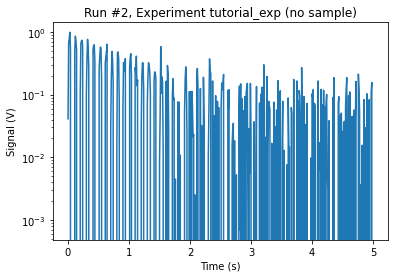 Run #2, Experiment tutorial_exp (no sample)
10⁰
10⁻¹
10⁻²
10⁻³
Signal (V)
0 1 2 3 4 5
Time (s)